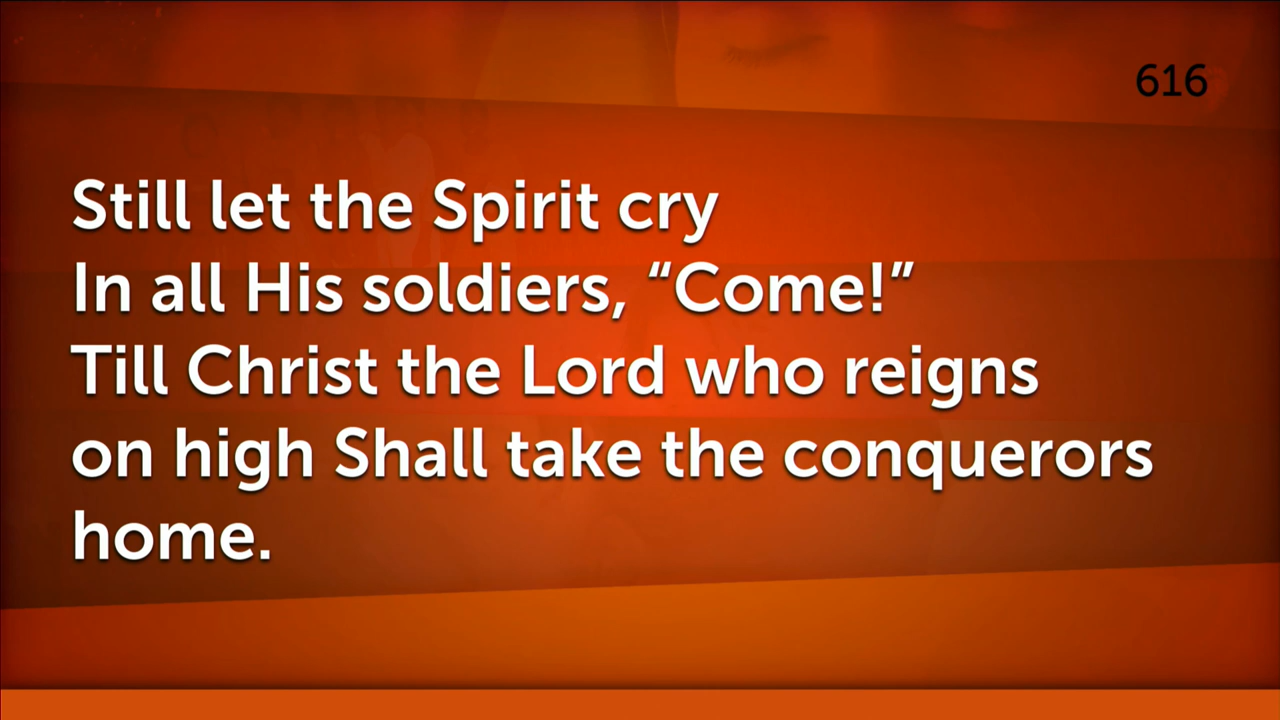 616
Still let the Spirit cry
In all His soldiers, “Come!”
Till Christ the Lord who reigns
on high Shall take the conquerors
home.